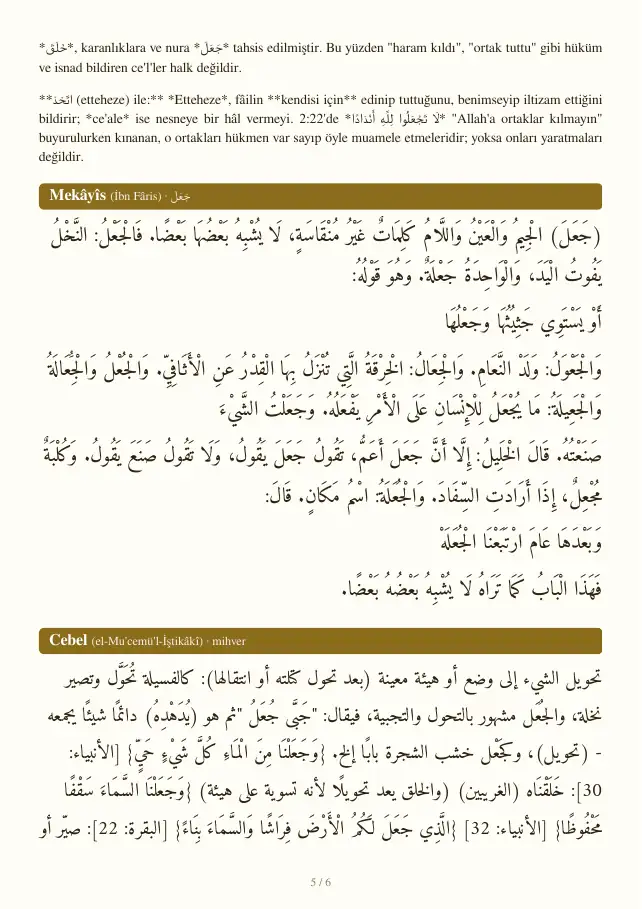 *خَلَقَ*, karanlıklara ve nura *جَعَلَ* tahsis edilmiştir. Bu yüzden "haram kıldı", "ortak tuttu" gibi hüküm
ve isnad bildiren ce'l'ler halk değildir.
**اتّخذ (etteheze) ile:** *Etteheze*, fâilin **kendisi için** edinip tuttuğunu, benimseyip iltizam ettiğini
bildirir; *ce'ale* ise nesneye bir hâl vermeyi. 2:22'de *لَا تَجْعَلُوا لِلَّهِ أَندَادًا* "Allah'a ortaklar kılmayın"
buyurulurken kınanan, o ortakları hükmen var sayıp öyle muamele etmeleridir; yoksa onları yaratmaları
değildir.
Mekâyîs (İbn Fâris) · جَعَلَ
(جَعَلَ) الْجِيمُ وَالْعَيْنُ وَاللَّامُ كَلِمَاتٌ غَيْرُ مُنْقَاسَةٍ، لَا يُشْبِهُ بَعْضُهَا بَعْضًا. فَالْجَعْلُ: النَّخْلُ
يَفُوتُ الْيَدَ، وَالْوَاحِدَةُ جَعْلَةٌ. وَهُوَ قَوْلُهُ:
أَوْ يَسْتَوِي جَثِيثُهَا وَجَعْلُهَا
وَالْجَعْوَلُ: وَلَدُ النَّعَامِ. وَالْجِعَالُ: الْخِرْقَةُ الَّتِي تُنْزَلُ بِهَا الْقِدْرُ عَنِ الْأَثَافِيِّ. وَالْجُعْلُ وَالْجُِعَالَةُ
وَالْجَعِيلَةُ: مَا يُجْعَلُ لِلْإِنْسَانِ عَلَى الْأَمْرِ يَفْعَلُهُ. وَجَعَلْتُ الشَّيْءَ
صَنَعْتُهُ. قَالَ الْخَلِيلُ: إِلَّا أَنَّ جَعَلَ أَعَمُّ، تَقُولُ جَعَلَ يَقُولُ، وَلَا تَقُولُ صَنَعَ يَقُولُ. وَكَلْبَةٌ
مُجْعِلٌ، إِذَا أَرَادَتِ السِّفَادَ. وَالْجُعَلَةُ: اسْمُ مَكَانٍ. قَالَ:
وَبَعْدَهَا عَامَ ارْتَبَعْنَا الْجُعَلَهْ
فَهَذَا الْبَابُ كَمَا تَرَاهُ لَا يُشْبِهُ بَعْضُهُ بَعْضًا.
Cebel (el-Mu'cemü'l-İştikâkî) · mihver
تحويل الشيء إلى وضع أو هيئة معينة (بعد تحول كتلته أو انتقالها): كالفسيلة تُحَوَّل وتصير
نخلة، والجُعَل مشهور بالتحول والتجبية، فيقال: "جَبَّى جُعَلُ "ثم هو (يُدَهْدِهُ) دائمًا شيئًا يجمعه
- (تحويل)، وكجَعْل خشب الشجرة بابًا إلخ. {وَجَعَلْنَا مِنَ الْمَاءِ كُلَّ شَيْءٍ حَيٍّ} [الأنبياء:
30]: خَلَقْنَاه (الغريبين) (والخلق يعد تحويلًا لأنه تسوية على هيئة) {وَجَعَلْنَا السَّمَاءَ سَقْفًا
مَحْفُوظًا} [الأنبياء: 32] {الَّذِي جَعَلَ لَكُمُ الْأَرْضَ فِرَاشًا وَالسَّمَاءَ بِنَاءً} [البقرة: 22]: صيّر أو
5 / 6